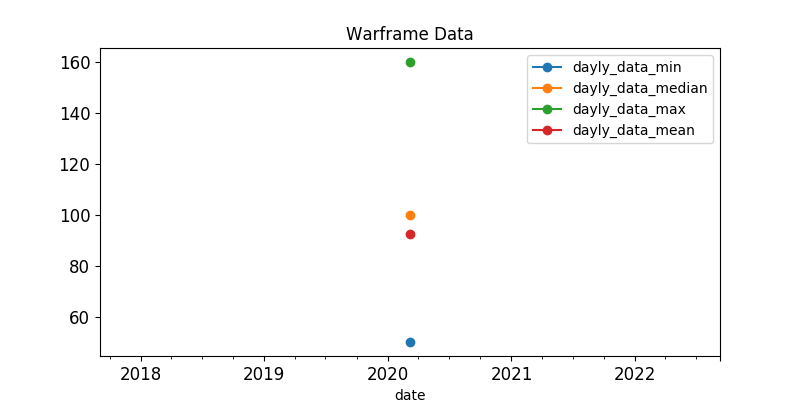 Warframe Data
dayly_data_min
dayly_data_median
dayly_data_max
dayly_data_mean
160
140
120
100
80
60
2018 2019 2020 2021 2022
date